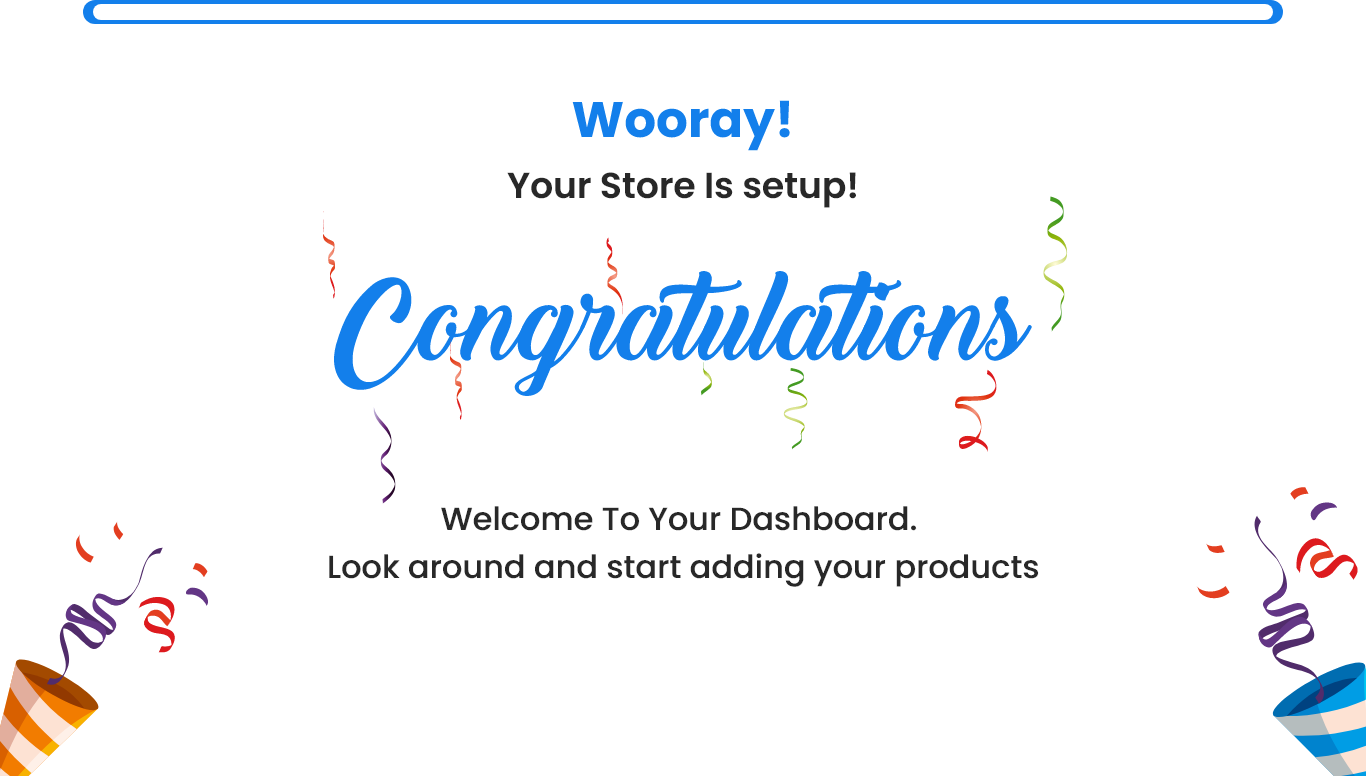 Wooray!
Your Store Is setup!
Congratulations
Welcome To Your Dashboard.
Look around and start adding your products